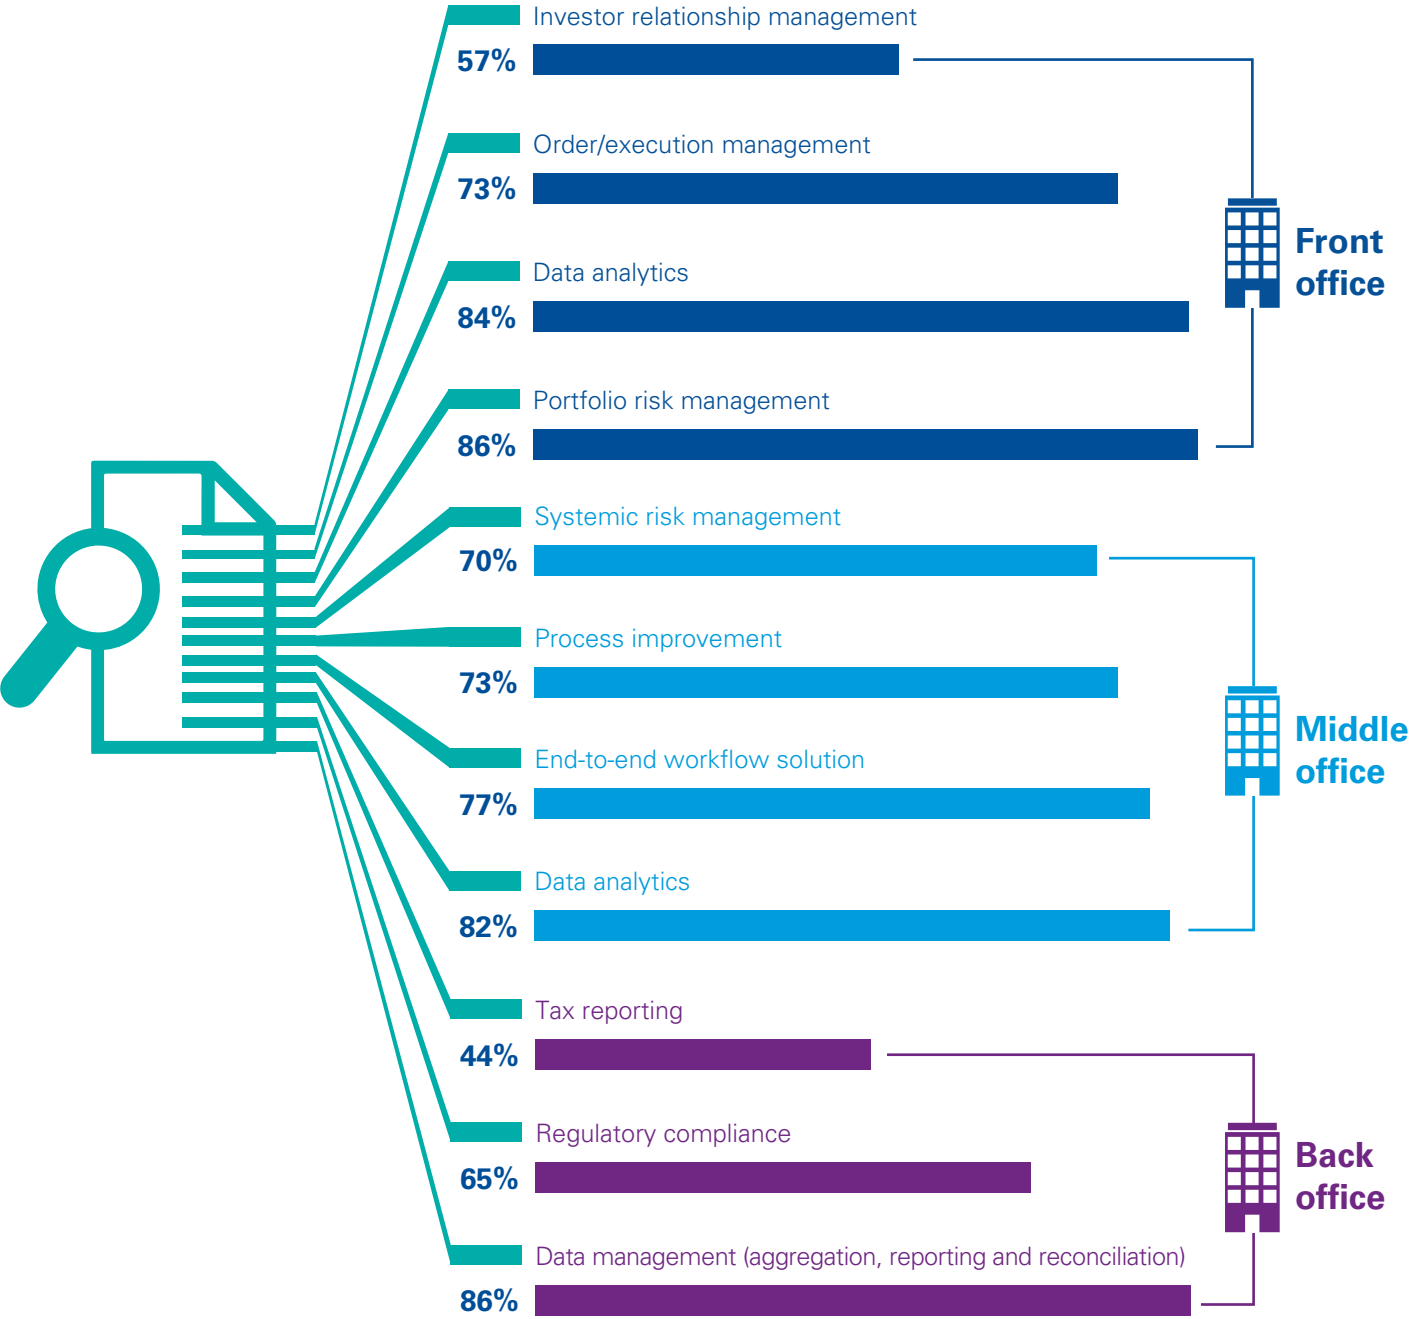 Investor relationship management
57%
Order/execution management
73%
Data analytics
84%
Portfolio risk management
86%
Front
office
Systemic risk management
70%
Process improvement
73%
End-to-end workflow solution
77%
Data analytics
82%
Middle
office
Tax reporting
44%
Regulatory compliance
65%
Data management (aggregation, reporting and reconciliation)
86%
Back
office